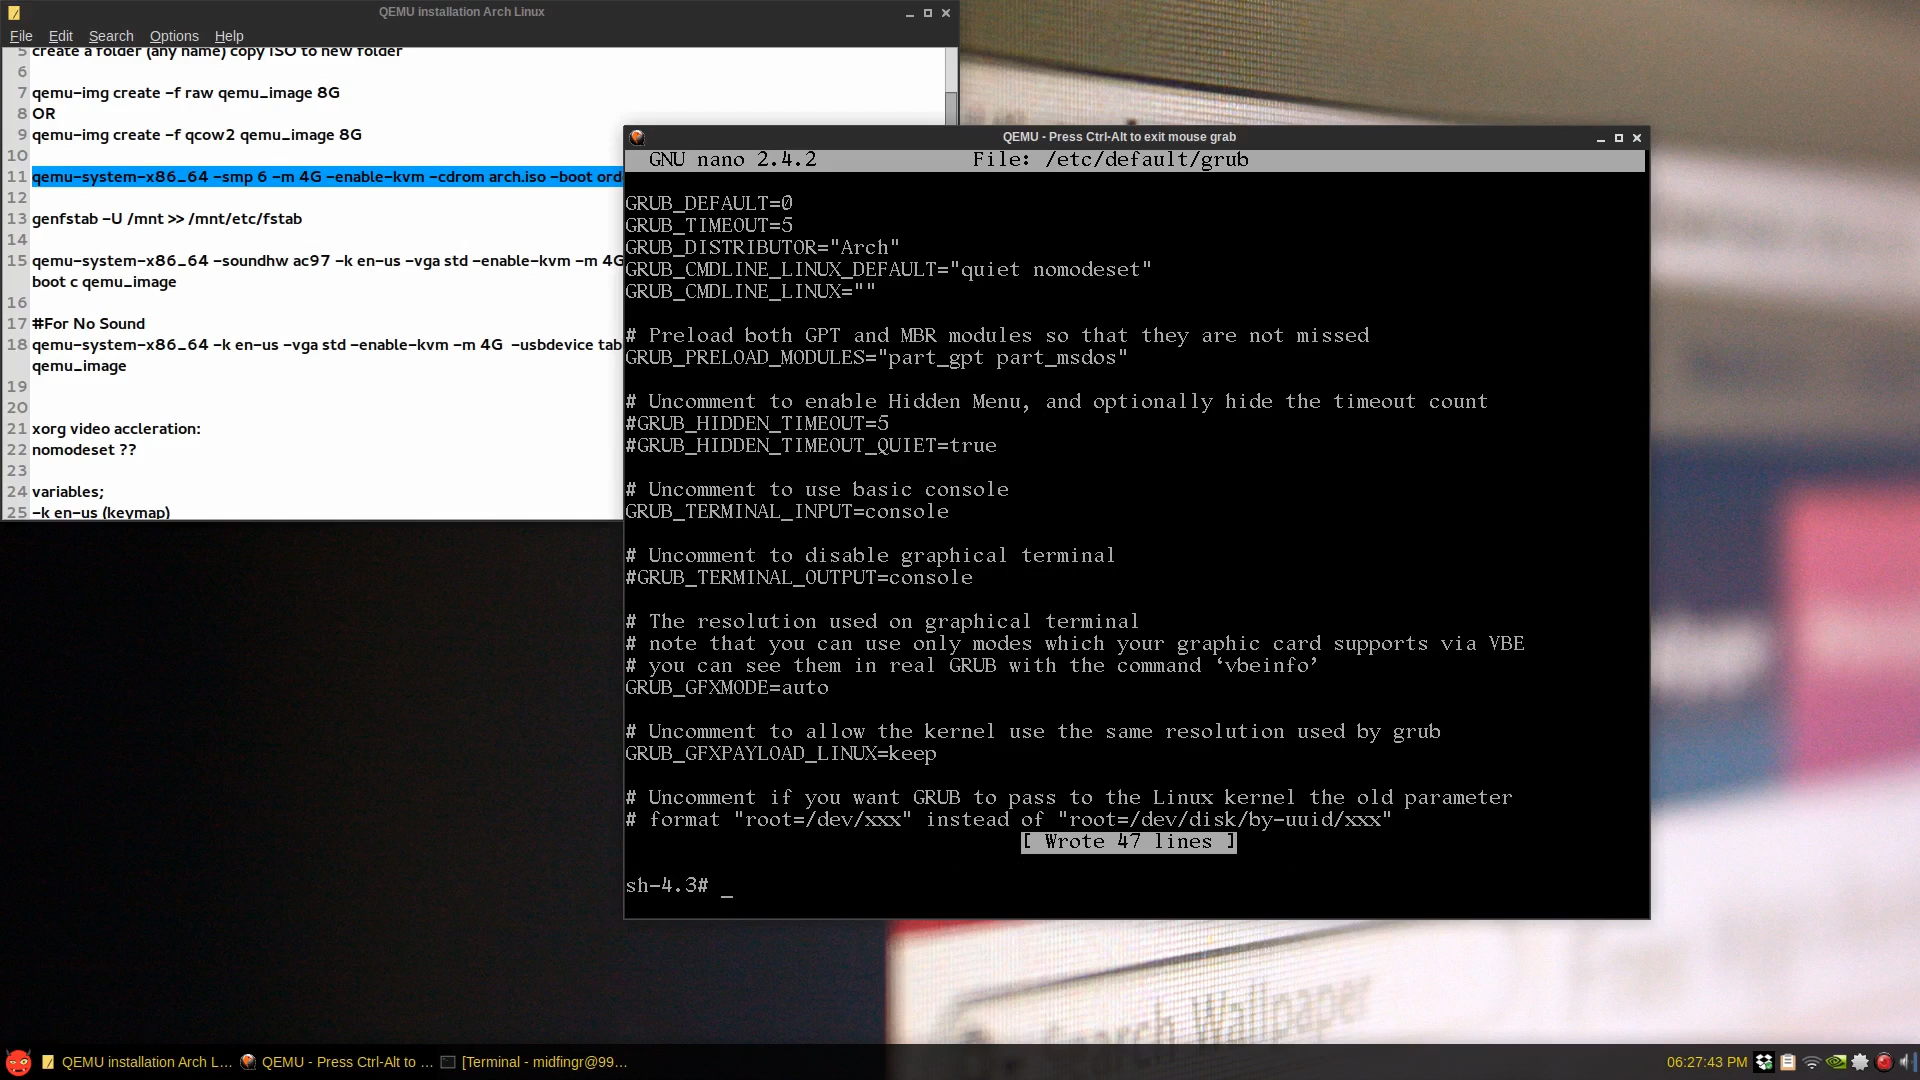 QEMU installation Arch Linux
File Edit Search Options Help
5 create a folder (any name) copy ISO to new folder
6
7 qemu-img create -f raw qemu_image 8G
8 OR
9 qemu-img create -f qcow2 qemu_image 8G
10
11 qemu-system-x86_64 -smp 6 -m 4G -enable-kvm -cdrom arch.iso -boot ord
12
13 genfstab -U /mnt >> /mnt/etc/fstab
14
15 qemu-system-x86_64 -soundhw ac97 -k en-us -vga std -enable-kvm -m 4G
boot c qemu_image
16
17 #For No Sound
18 qemu-system-x86_64 -k en-us -vga std -enable-kvm -m 4G -usbdevice tab
qemu_image
19
20
21 xorg video accleration:
22 nomodeset ??
23
24 variables;
25 -k en-us (keymap)
QEMU - Press Ctrl-Alt to exit mouse grab
GNU nano 2.4.2 File: /etc/default/grub
GRUB_DEFAULT=0
GRUB_TIMEOUT=5
GRUB_DISTRIBUTOR="Arch"
GRUB_CMDLINE_LINUX_DEFAULT="quiet nomodeset"
GRUB_CMDLINE_LINUX=""
# Preload both GPT and MBR modules so that they are not missed
GRUB_PRELOAD_MODULES="part_gpt part_msdos"
# Uncomment to enable Hidden Menu, and optionally hide the timeout count
#GRUB_HIDDEN_TIMEOUT=5
#GRUB_HIDDEN_TIMEOUT_QUIET=true
# Uncomment to use basic console
GRUB_TERMINAL_INPUT=console
# Uncomment to disable graphical terminal
#GRUB_TERMINAL_OUTPUT=console
# The resolution used on graphical terminal
# note that you can use only modes which your graphic card supports via VBE
# you can see them in real GRUB with the command ‘vbeinfo’
GRUB_GFXMODE=auto
# Uncomment to allow the kernel use the same resolution used by grub
GRUB_GFXPAYLOAD_LINUX=keep
# Uncomment if you want GRUB to pass to the Linux kernel the old parameter
# format "root=/dev/xxx" instead of "root=/dev/disk/by-uuid/xxx"
[ Wrote 47 lines ]
sh-4.3# _
Wallpaper
QEMU installation Arch L... QEMU - Press Ctrl-Alt to ... [Terminal - midfingr@99... 06:27:43 PM